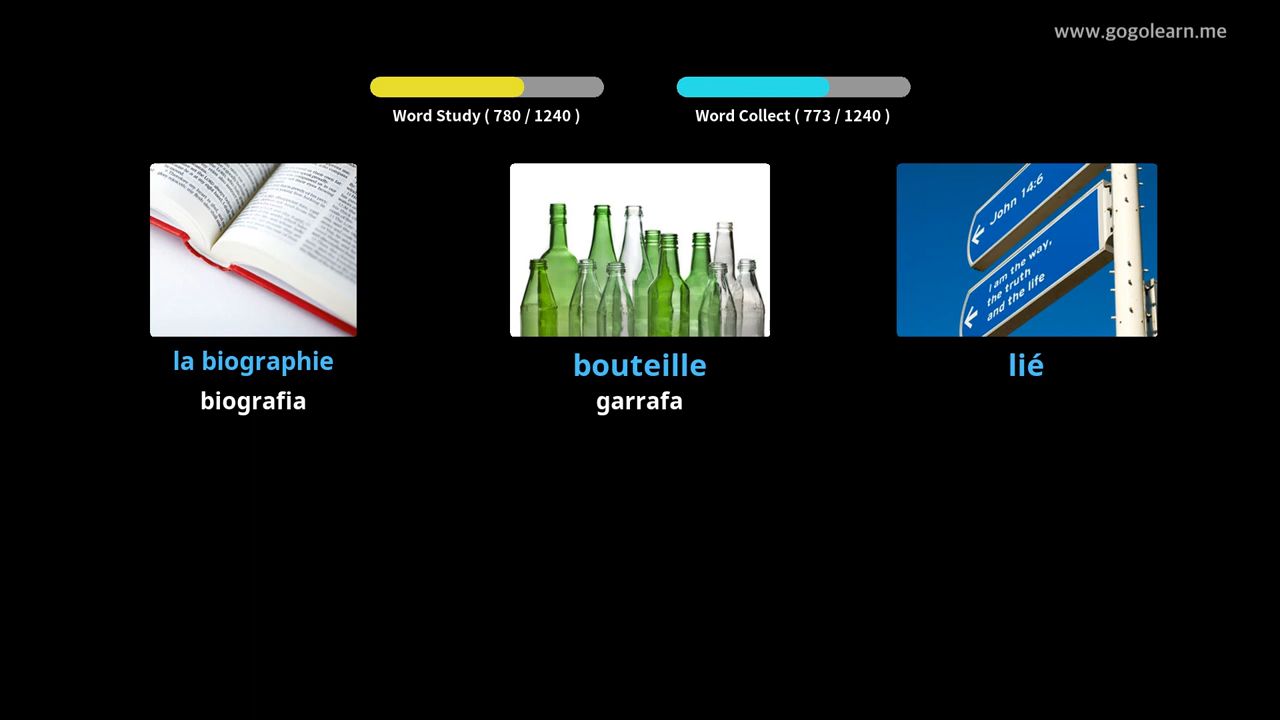 www.gogolearn.me
Word Study ( 780 / 1240 )
Word Collect ( 773 / 1240 )
John 14:6
I am the way,
the truth
and the life
la biographie
bouteille
lié
biografia
garrafa